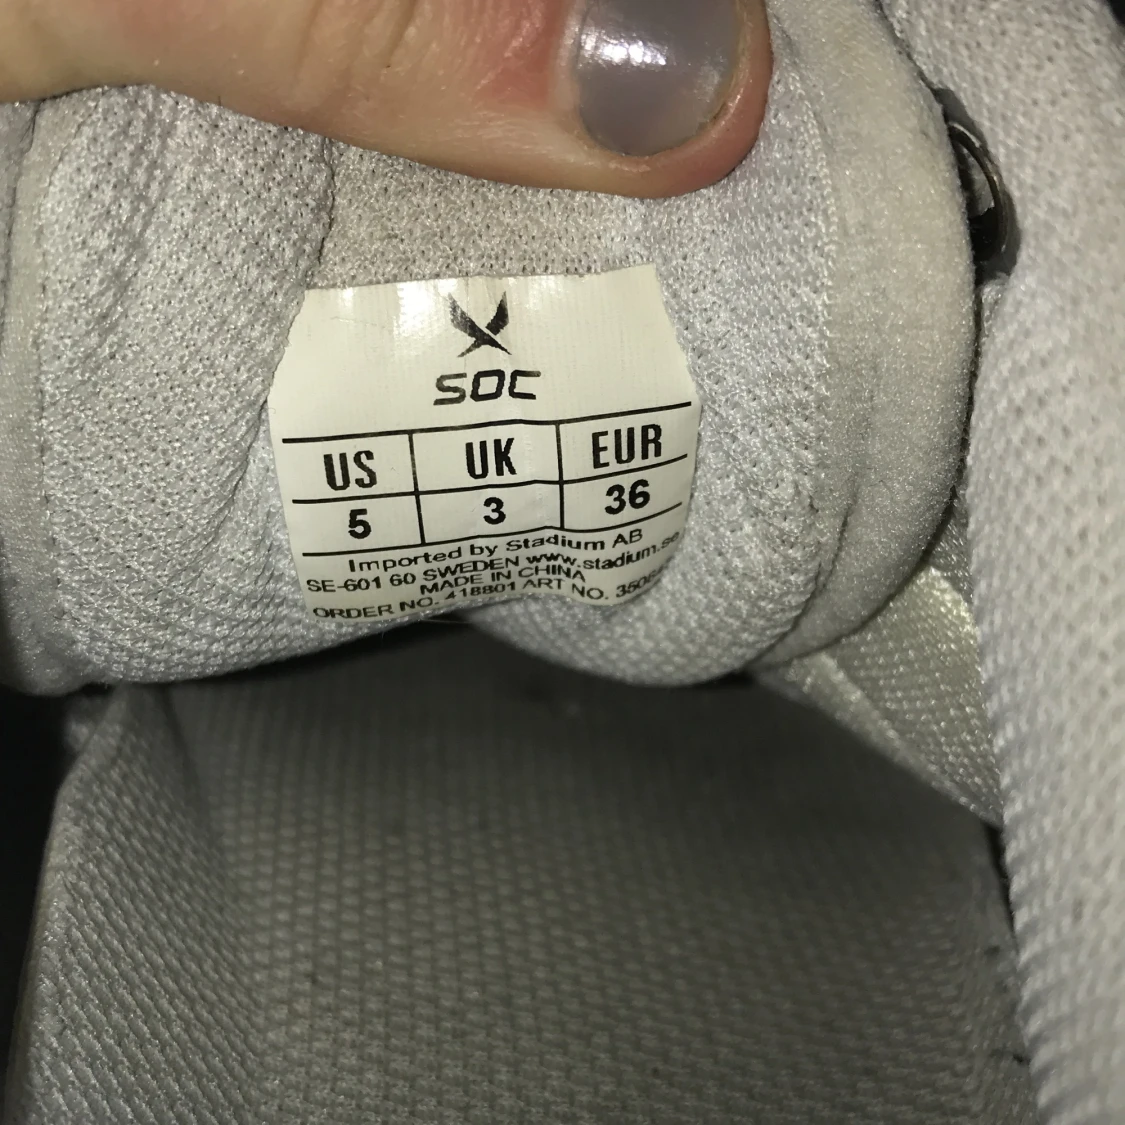 SOC
US UK EUR
5 3 36
Imported by Stadium AB
SE-601 60 SWEDEN www.stadium.se
MADE IN CHINA
ORDER NO. 418801 ART NO.